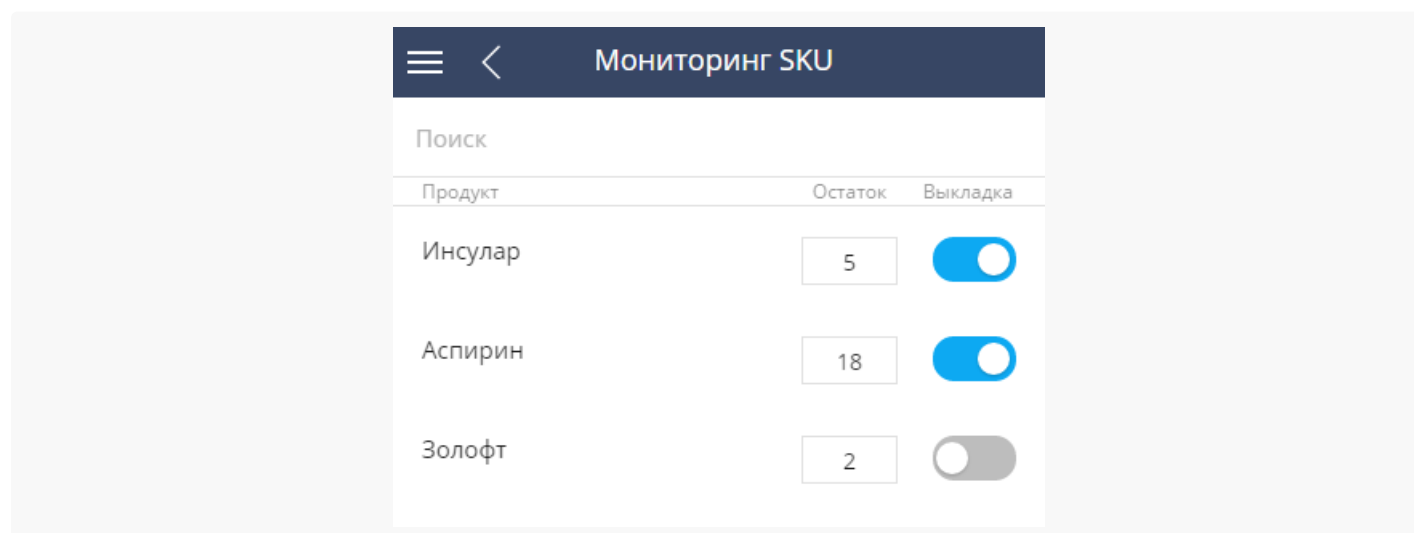 Мониторинг SKU
Поиск
Продукт Остаток Выкладка
Инсулар 5
Аспирин 18
Золофт 2